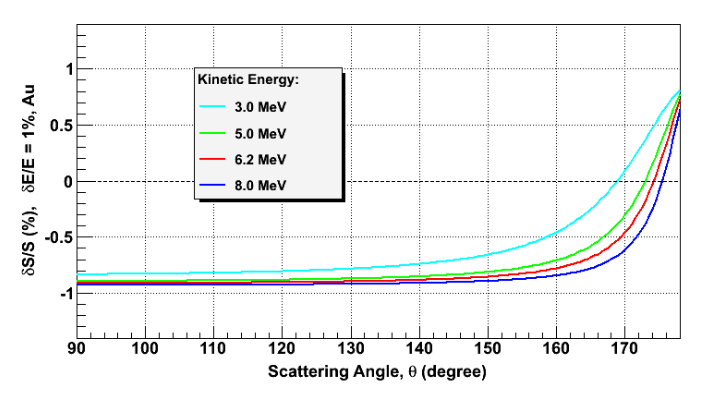 δS/S (%), δE/E = 1%, Au
1
0.5
0
-0.5
-1
Kinetic Energy:
3.0 MeV
5.0 MeV
6.2 MeV
8.0 MeV
90 100 110 120 130 140 150 160 170
Scattering Angle, θ (degree)